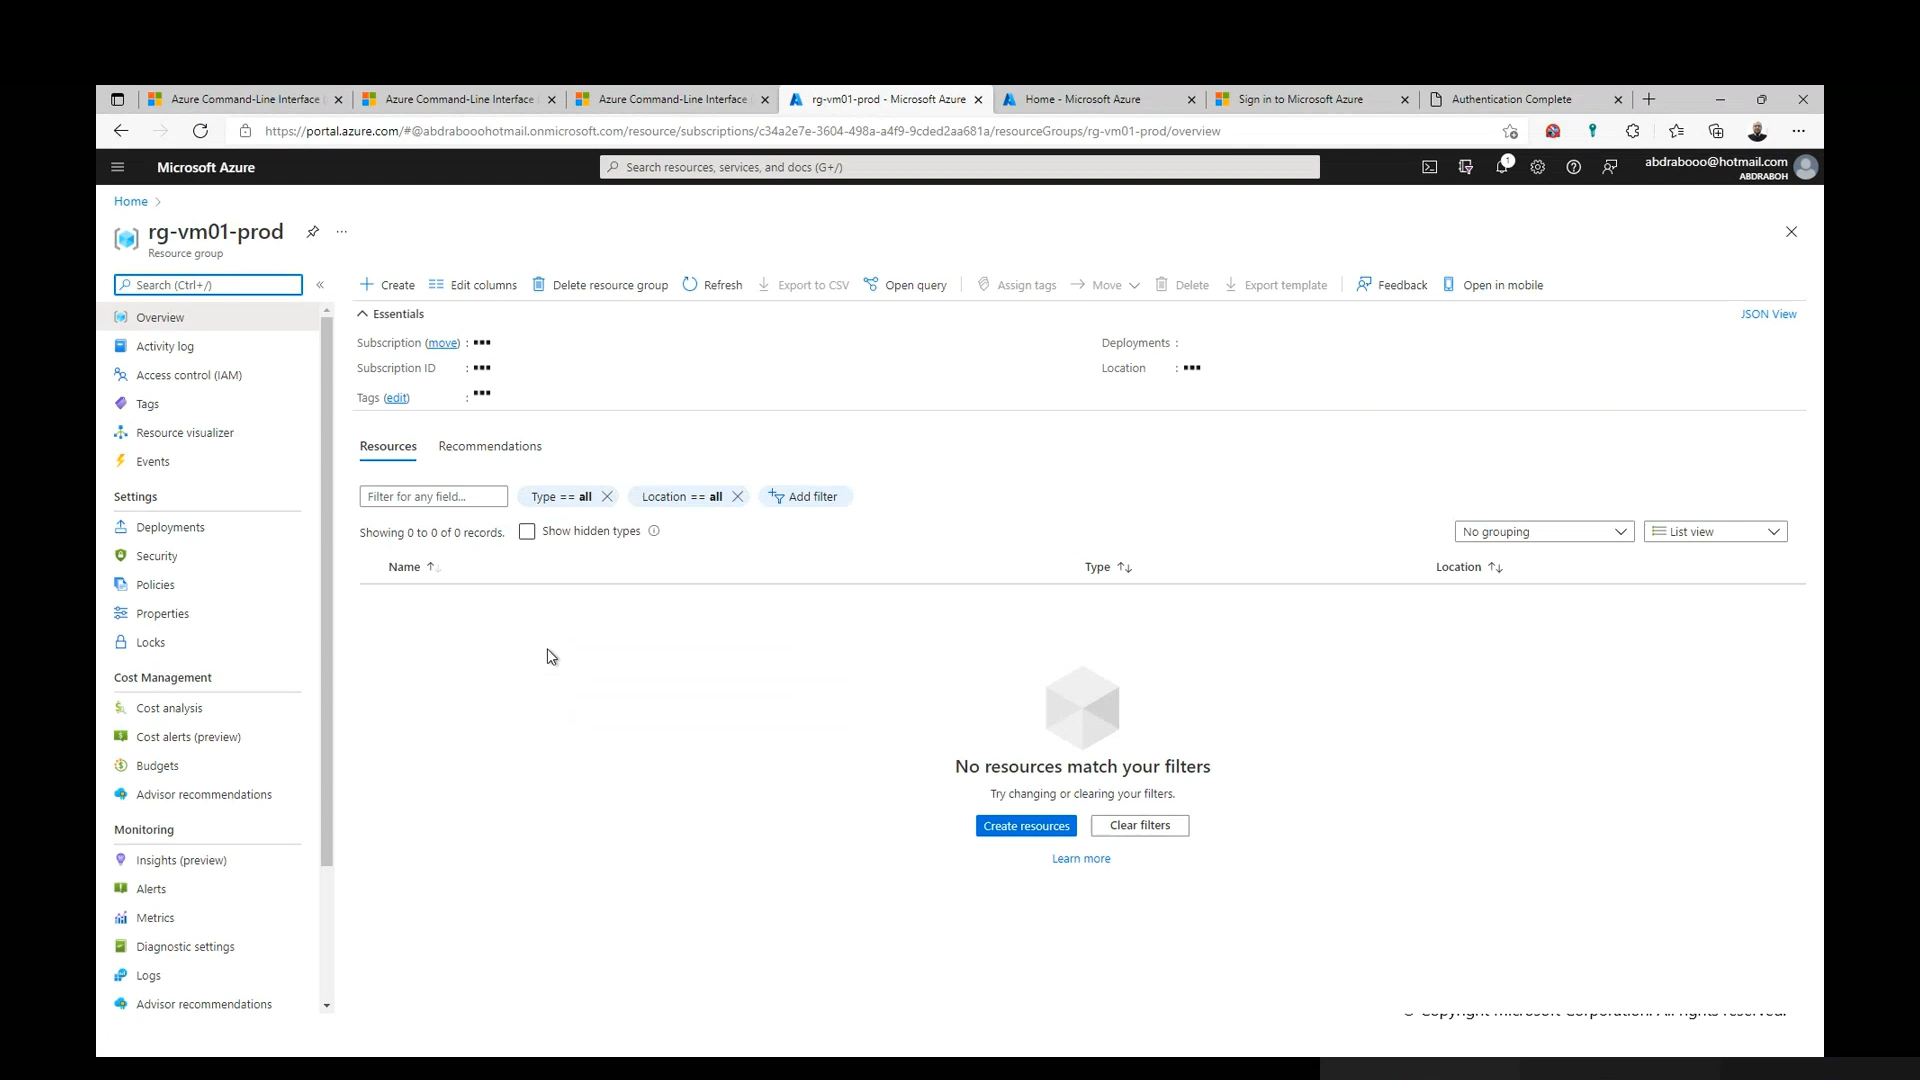 Azure Command-Line Interface
Azure Command-Line Interface
Azure Command-Line Interface
rg-vm01-prod - Microsoft Azure
Home - Microsoft Azure
Sign in to Microsoft Azure
Authentication Complete
https://portal.azure.com/#@abdrabooohotmail.onmicrosoft.com/resource/subscriptions/c34a2e7e-3604-498a-a4f9-9cded2aa681a/resourceGroups/rg-vm01-prod/overview
Microsoft Azure
Search resources, services, and docs (G+/)
1
abdrabooo@hotmail.com
ABDRABOH
Home
rg-vm01-prod
Resource group
Search (Ctrl+/)
Create
Edit columns
Delete resource group
Refresh
Export to CSV
Open query
Assign tags
Move
Delete
Export template
Feedback
Open in mobile
Overview
Activity log
Access control (IAM)
Tags
Resource visualizer
Events
Settings
Deployments
Security
Policies
Properties
Locks
Cost Management
Cost analysis
Cost alerts (preview)
Budgets
Advisor recommendations
Monitoring
Insights (preview)
Alerts
Metrics
Diagnostic settings
Logs
Advisor recommendations
Essentials
JSON View
Subscription (move) :
Subscription ID :
Tags (edit) :
Deployments :
Location :
Resources
Recommendations
Filter for any field...
Type == all
Location == all
Add filter
Showing 0 to 0 of 0 records.
Show hidden types
No grouping
List view
Name
Type
Location
No resources match your filters
Try changing or clearing your filters.
Create resources
Clear filters
Learn more
© Copyright Microsoft Corporation. All rights reserved.